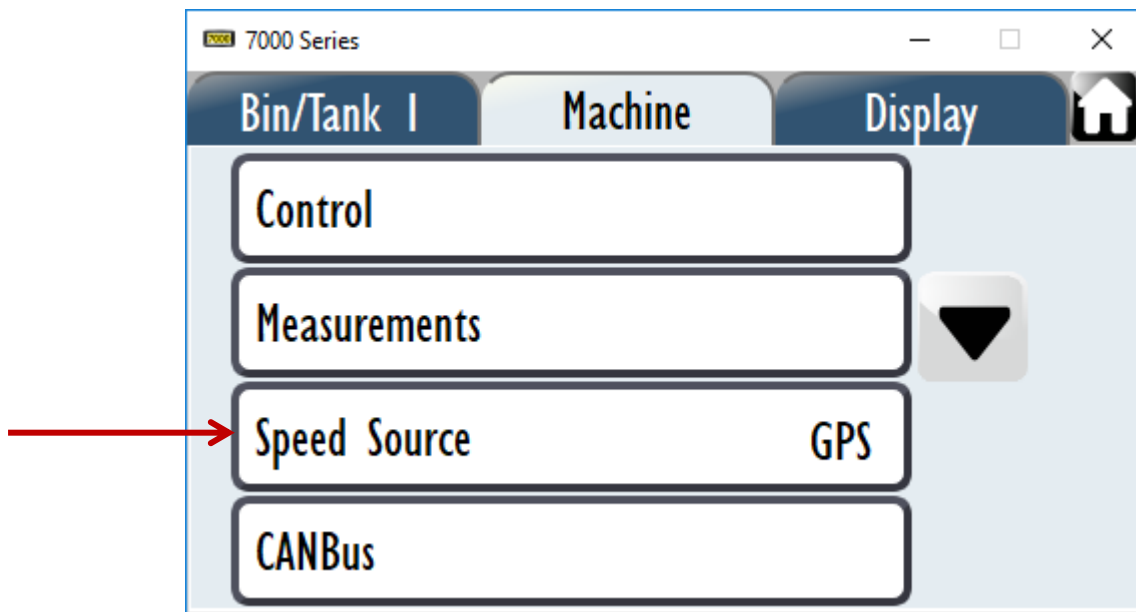 7000 Series
Bin/Tank 1 Machine Display
Control
Measurements
Speed Source GPS
CANBus